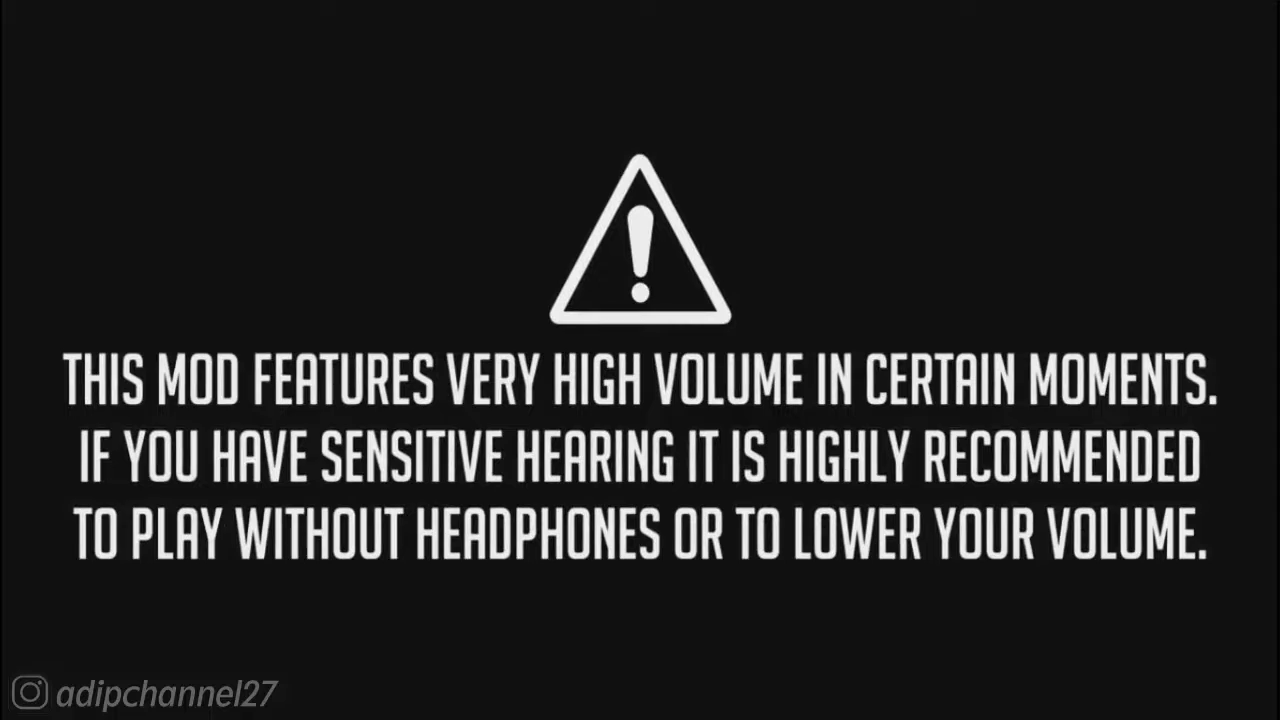 THIS MOD FEATURES VERY HIGH VOLUME IN CERTAIN MOMENTS.
IF YOU HAVE SENSITIVE HEARING IT IS HIGHLY RECOMMENDED
TO PLAY WITHOUT HEADPHONES OR TO LOWER YOUR VOLUME.
adipchannel27